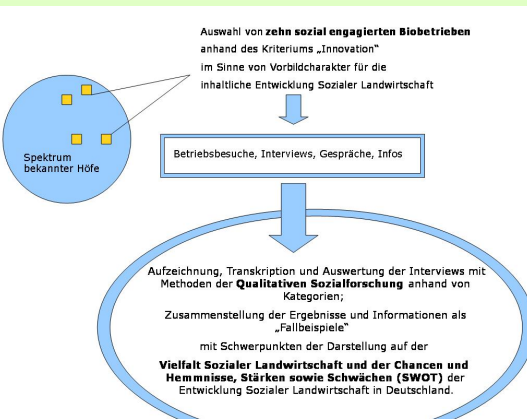 Auswahl von zehn sozial engagierten Biobetrieben
anhand des Kriteriums „Innovation“
im Sinne von Vorbildcharakter für die
inhaltliche Entwicklung Sozialer Landwirtschaft
Spektrum
bekannter Höfe
Betriebsbesuche, Interviews, Gespräche, Infos
Aufzeichnung, Transkription und Auswertung der Interviews mit
Methoden der Qualitativen Sozialforschung anhand von
Kategorien;
Zusammenstellung der Ergebnisse und Informationen als
„Fallbeispiele“
mit Schwerpunkten der Darstellung auf der
Vielfalt Sozialer Landwirtschaft und der Chancen und
Hemmnisse, Stärken sowie Schwächen (SWOT) der
Entwicklung Sozialer Landwirtschaft in Deutschland.